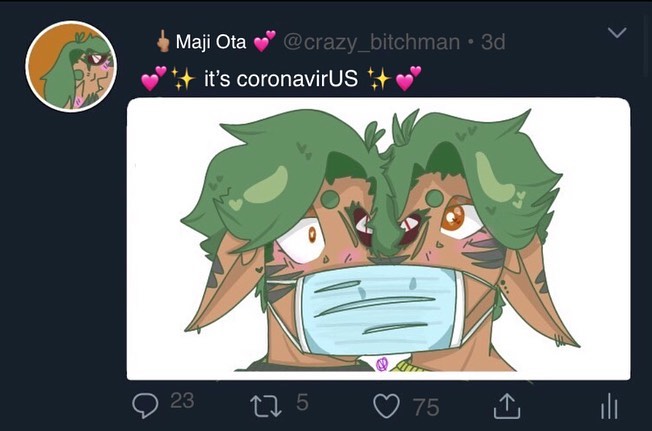 🖕🏽 Maji Ota 💕 @crazy_bitchman • 3d
💕✨ it's coronavirUS ✨💕
23 5 75